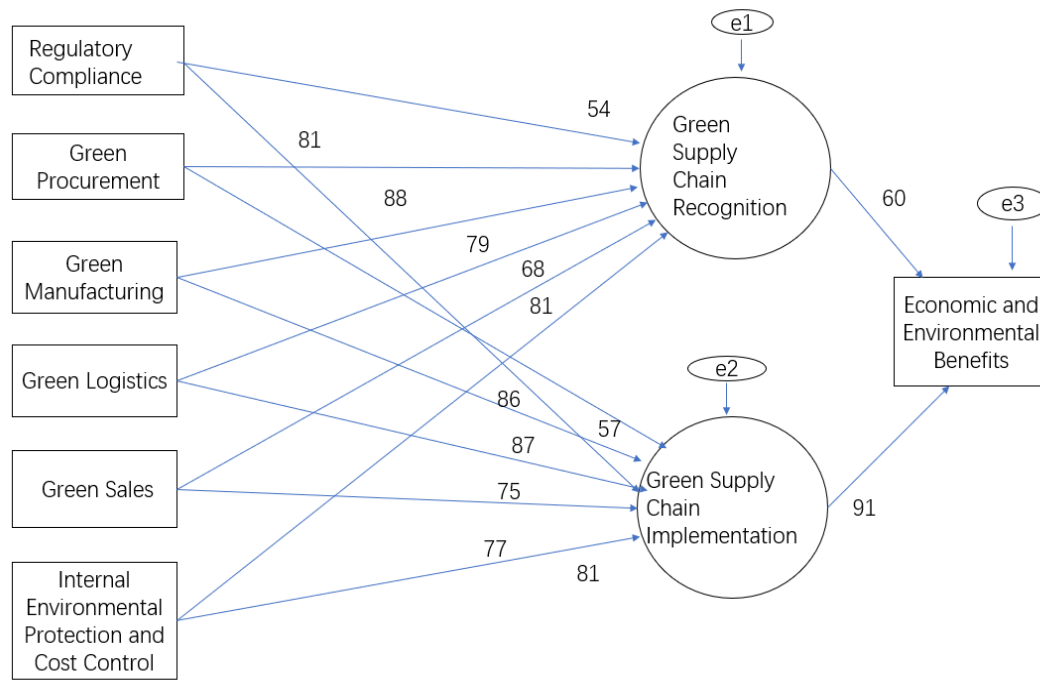 Regulatory
Compliance
Green
Procurement
Green
Manufacturing
Green Logistics
Green Sales
Internal
Environmental
Protection and
Cost Control
54
81
88
79
68
81
86
57
87
75
77
81
e1
Green
Supply
Chain
Recognition
e2
Green Supply
Chain
Implementation
60
91
e3
Economic and
Environmental
Benefits